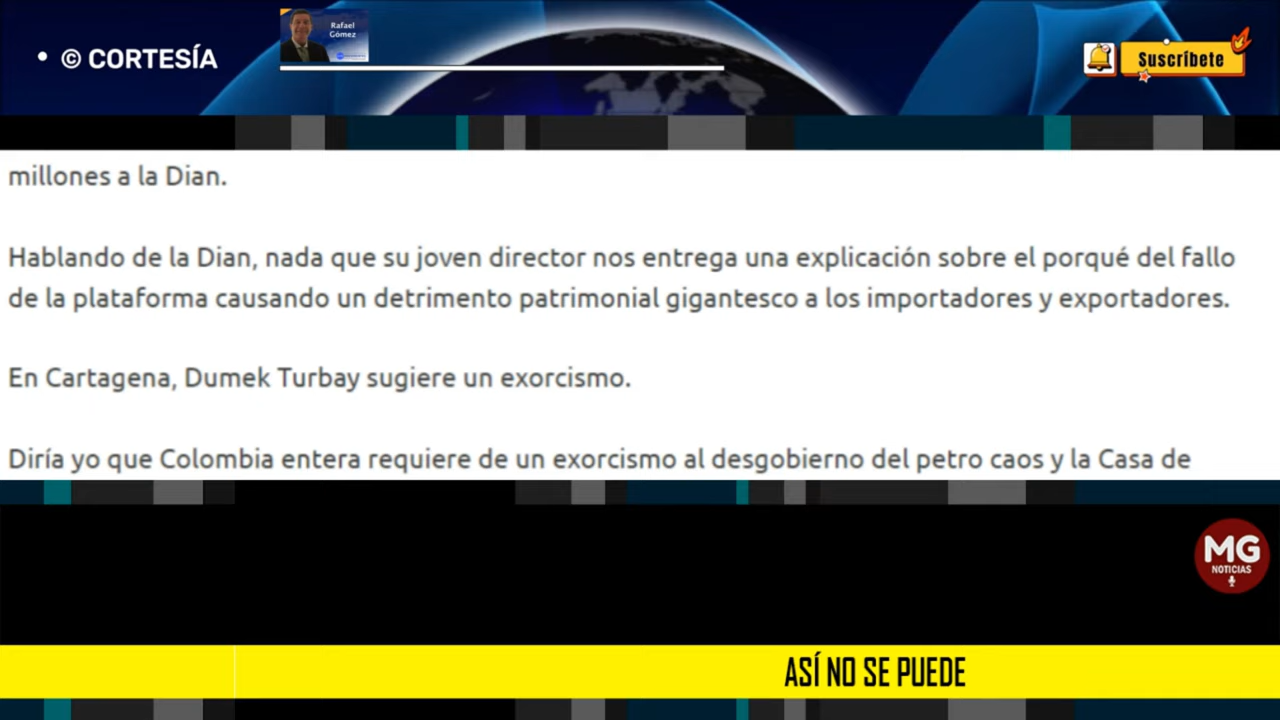 • © CORTESÍA
Rafael
Gómez
Suscríbete
millones a la Dian.
Hablando de la Dian, nada que su joven director nos entrega una explicación sobre el porqué del fallo
de la plataforma causando un detrimento patrimonial gigantesco a los importadores y exportadores.
En Cartagena, Dumek Turbay sugiere un exorcismo.
Diría yo que Colombia entera requiere de un exorcismo al desgobierno del petro caos y la Casa de
MG
NOTICIAS
ASÍ NO SE PUEDE